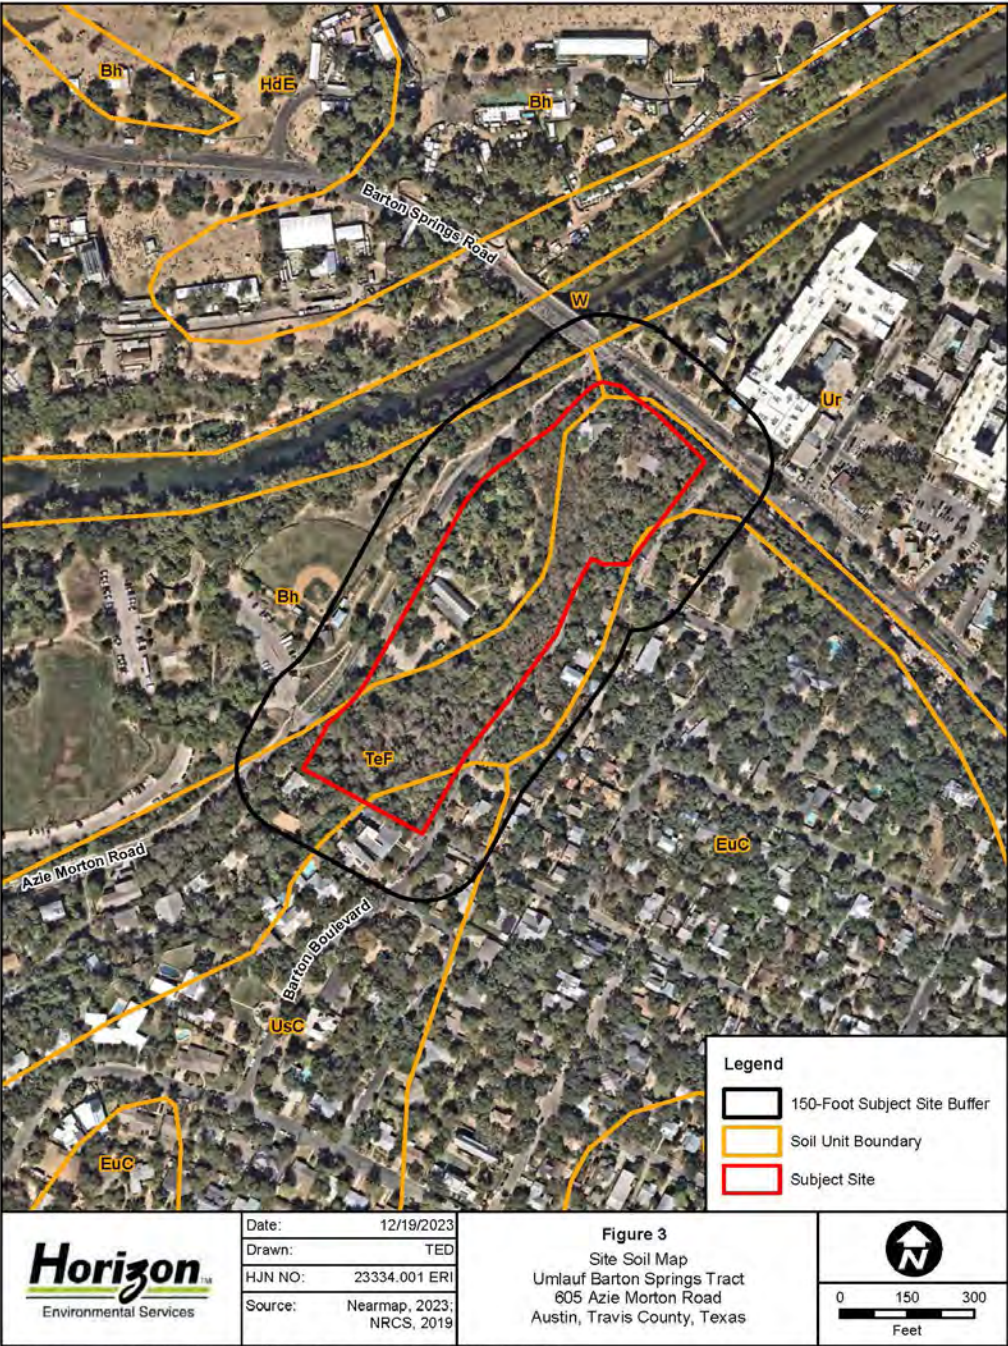 Bh
HdE
Bh
Barton Springs Road
W
Ur
Bh
TeF
EuC
Azie Morton Road
Barton Boulevard
UsC
EuC
Legend
150-Foot Subject Site Buffer
Soil Unit Boundary
Subject Site
Horizon TM
Environmental Services
Date: 12/19/2023
Drawn: TED
HJN NO: 23334.001 ERI
Source: Nearmap, 2023;
NRCS, 2019
Figure 3
Site Soil Map
Umlauf Barton Springs Tract
605 Azie Morton Road
Austin, Travis County, Texas
N
0 150 300
Feet